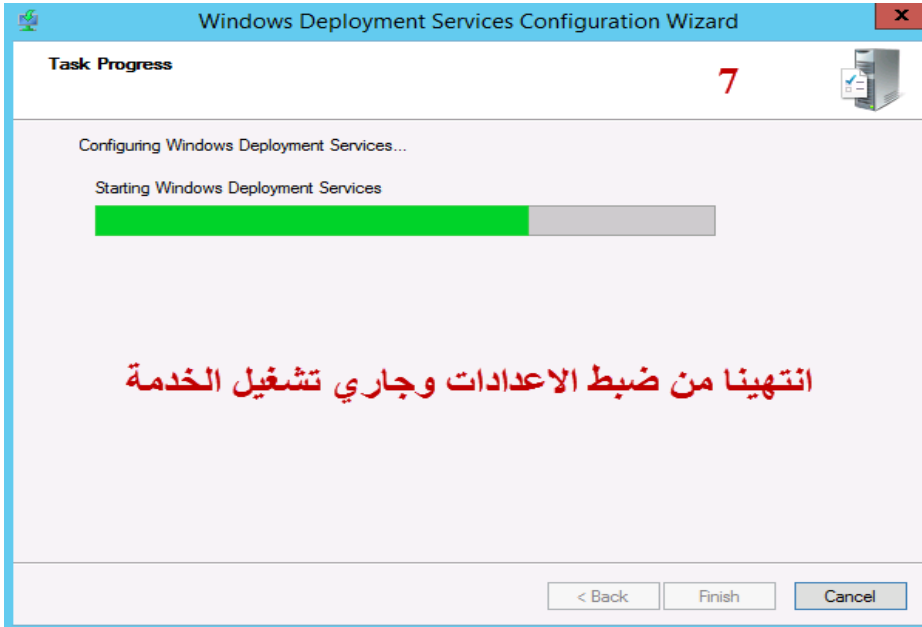 Windows Deployment Services Configuration Wizard
x
Task Progress
7
Configuring Windows Deployment Services...
Starting Windows Deployment Services
انتهينا من ضبط الاعدادات وجاري تشغيل الخدمة
< Back Finish Cancel